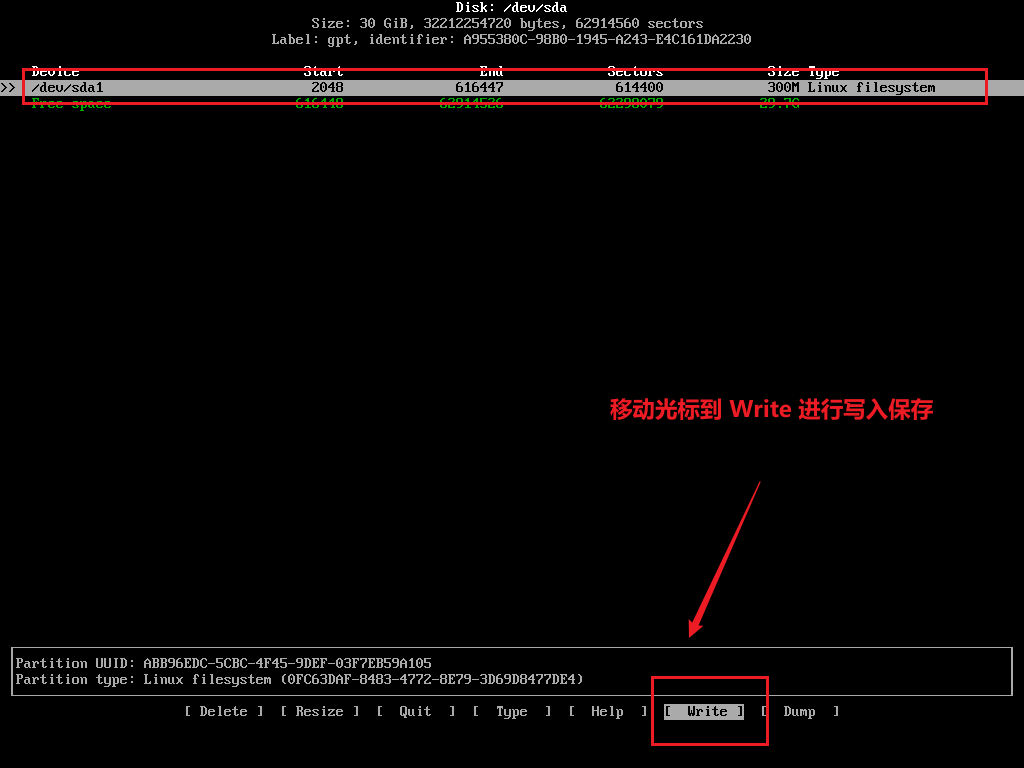 Disk: /dev/sda
Size: 30 GiB, 32212254720 bytes, 62914560 sectors
Label: gpt, identifier: A955380C-98B0-1945-A243-E4C161DA2230
Device Start End Sectors Size Type
>> /dev/sda1 2048 616447 614400 300M Linux filesystem
Free space 616448 62914526 62298079 29.7G
移动光标到 Write 进行写入保存
Partition UUID: ABB96EDC-5CBC-4F45-9DEF-03F7EB59A105
Partition type: Linux filesystem (0FC63DAF-8483-4772-8E79-3D69D8477DE4)
[ Delete ] [ Resize ] [ Quit ] [ Type ] [ Help ] [ Write ] [ Dump ]